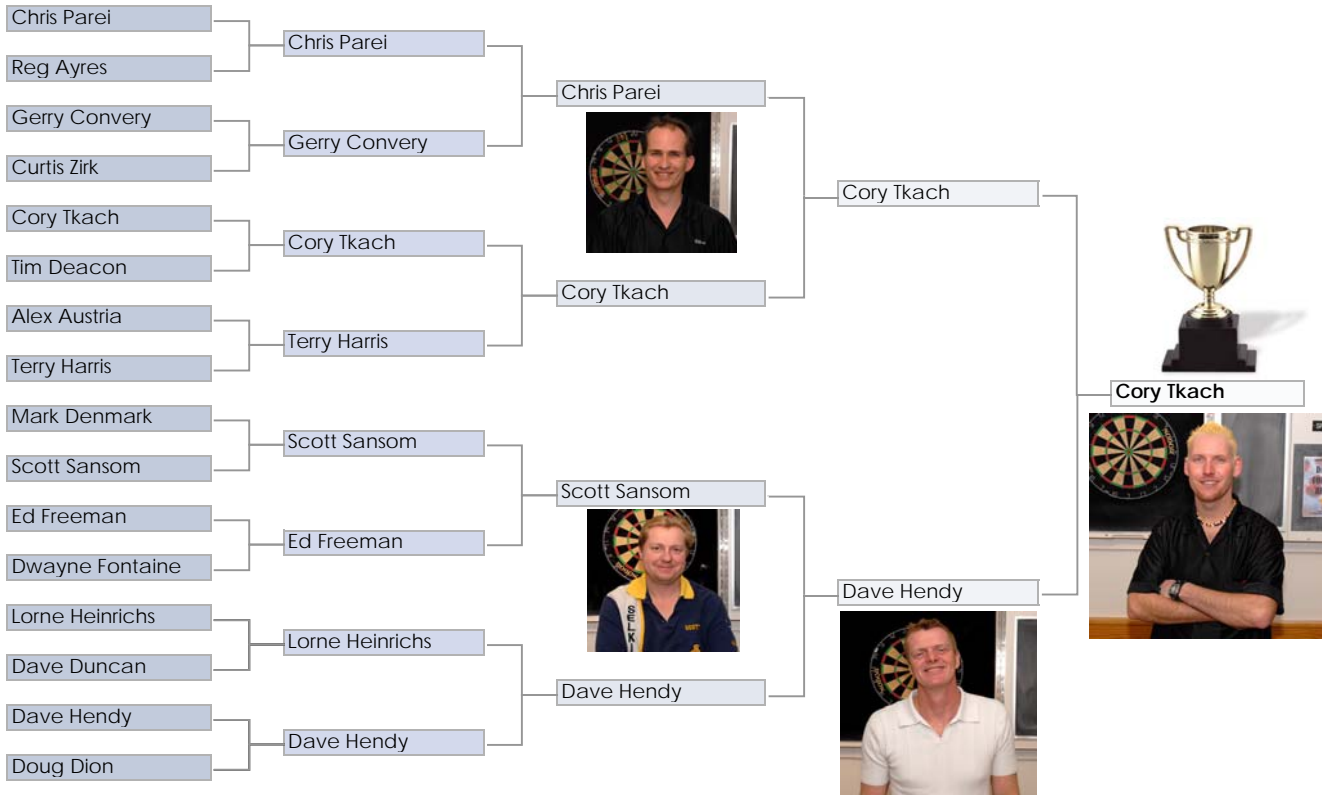 Chris Parei
Reg Ayres
Gerry Convery
Curtis Zirk
Cory Tkach
Tim Deacon
Alex Austria
Terry Harris
Mark Denmark
Scott Sansom
Ed Freeman
Dwayne Fontaine
Lorne Heinrichs
Dave Duncan
Dave Hendy
Doug Dion
Chris Parei
Gerry Convery
Cory Tkach
Terry Harris
Scott Sansom
Ed Freeman
Lorne Heinrichs
Dave Hendy
Chris Parei
Cory Tkach
Scott Sansom
SELKI
Dave Hendy
Cory Tkach
Dave Hendy
Cory Tkach